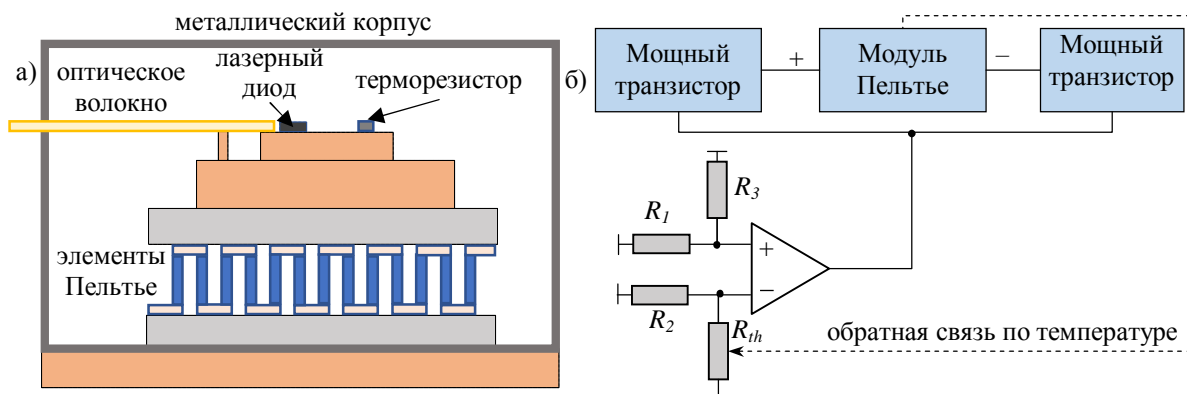 металлический корпус
а)
оптическое
волокно
лазерный
диод
терморезистор
элементы
Пельтье
б)
Мощный
транзистор
+
Модуль
Пельтье
−
Мощный
транзистор
R3
R1
+
−
R2
Rth
обратная связь по температуре